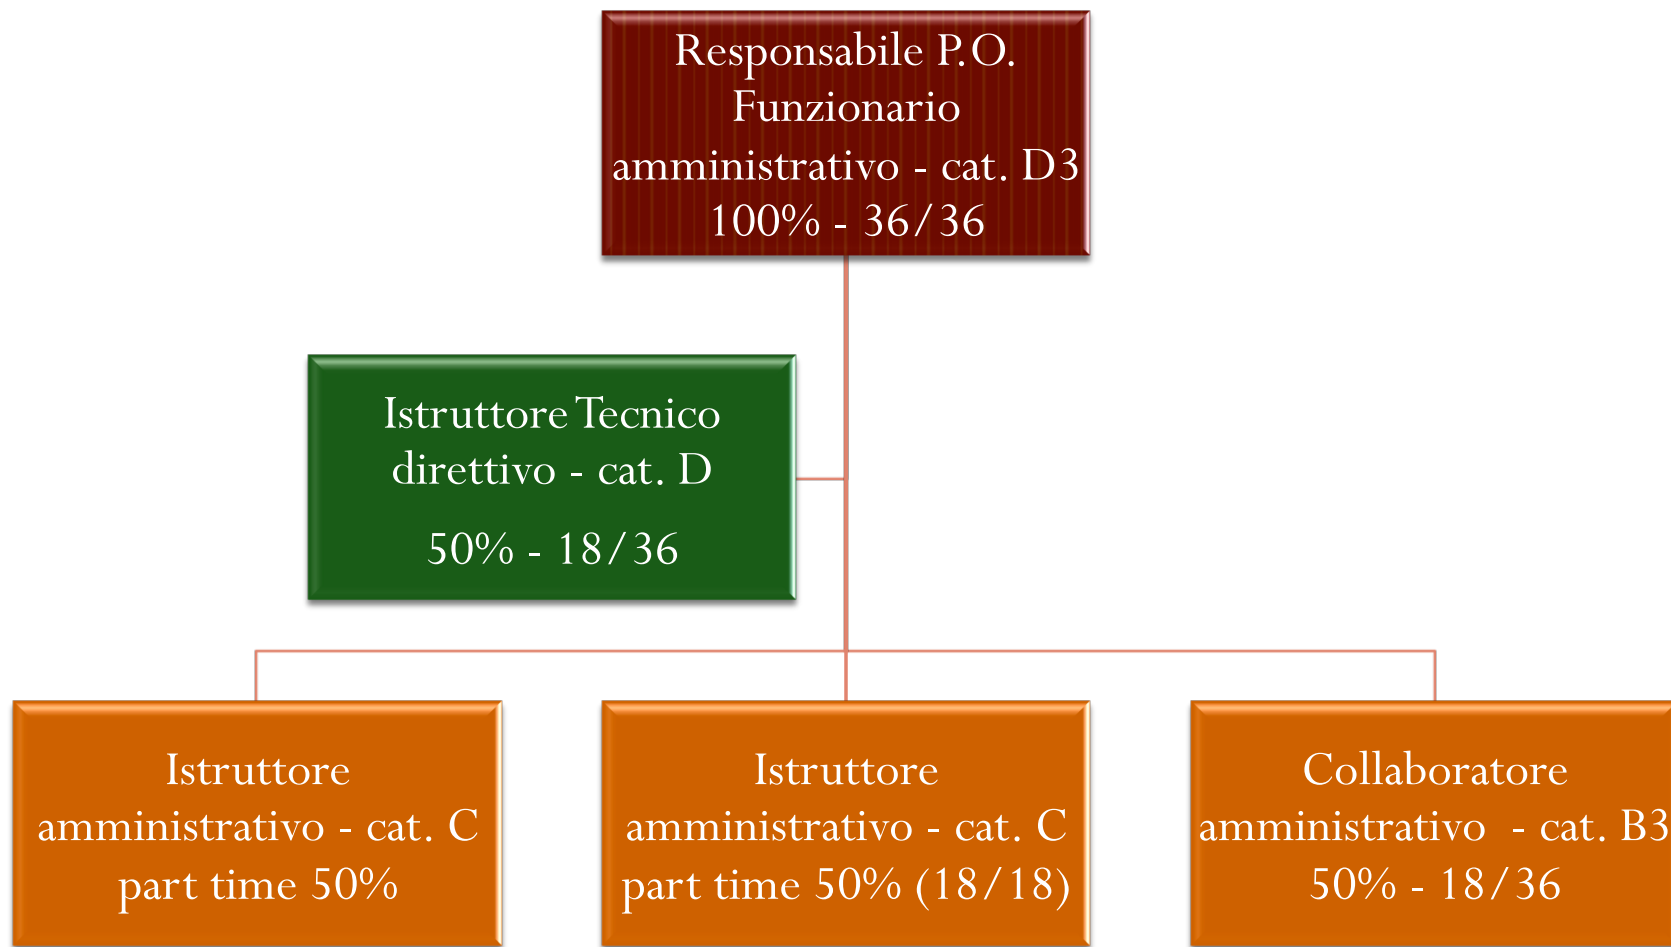 Responsabile P.O.
Funzionario
amministrativo - cat. D3
100% - 36/36
Istruttore Tecnico
direttivo - cat. D
50% - 18/36
Istruttore
amministrativo - cat. C
part time 50%
Istruttore
amministrativo - cat. C
part time 50% (18/18)
Collaboratore
amministrativo - cat. B3
50% - 18/36